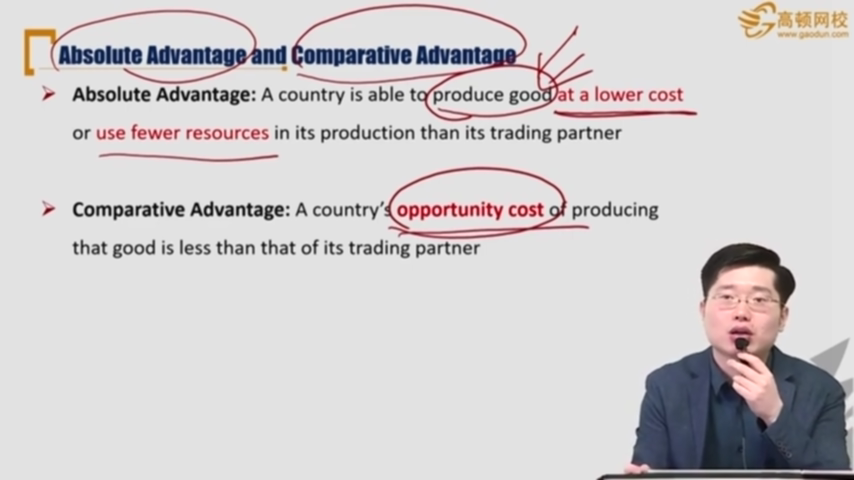 高顿网校
www.gaodun.com
Absolute Advantage and Comparative Advantage
Absolute Advantage: A country is able to produce good at a lower cost
or use fewer resources in its production than its trading partner
Comparative Advantage: A country's opportunity cost of producing
that good is less than that of its trading partner